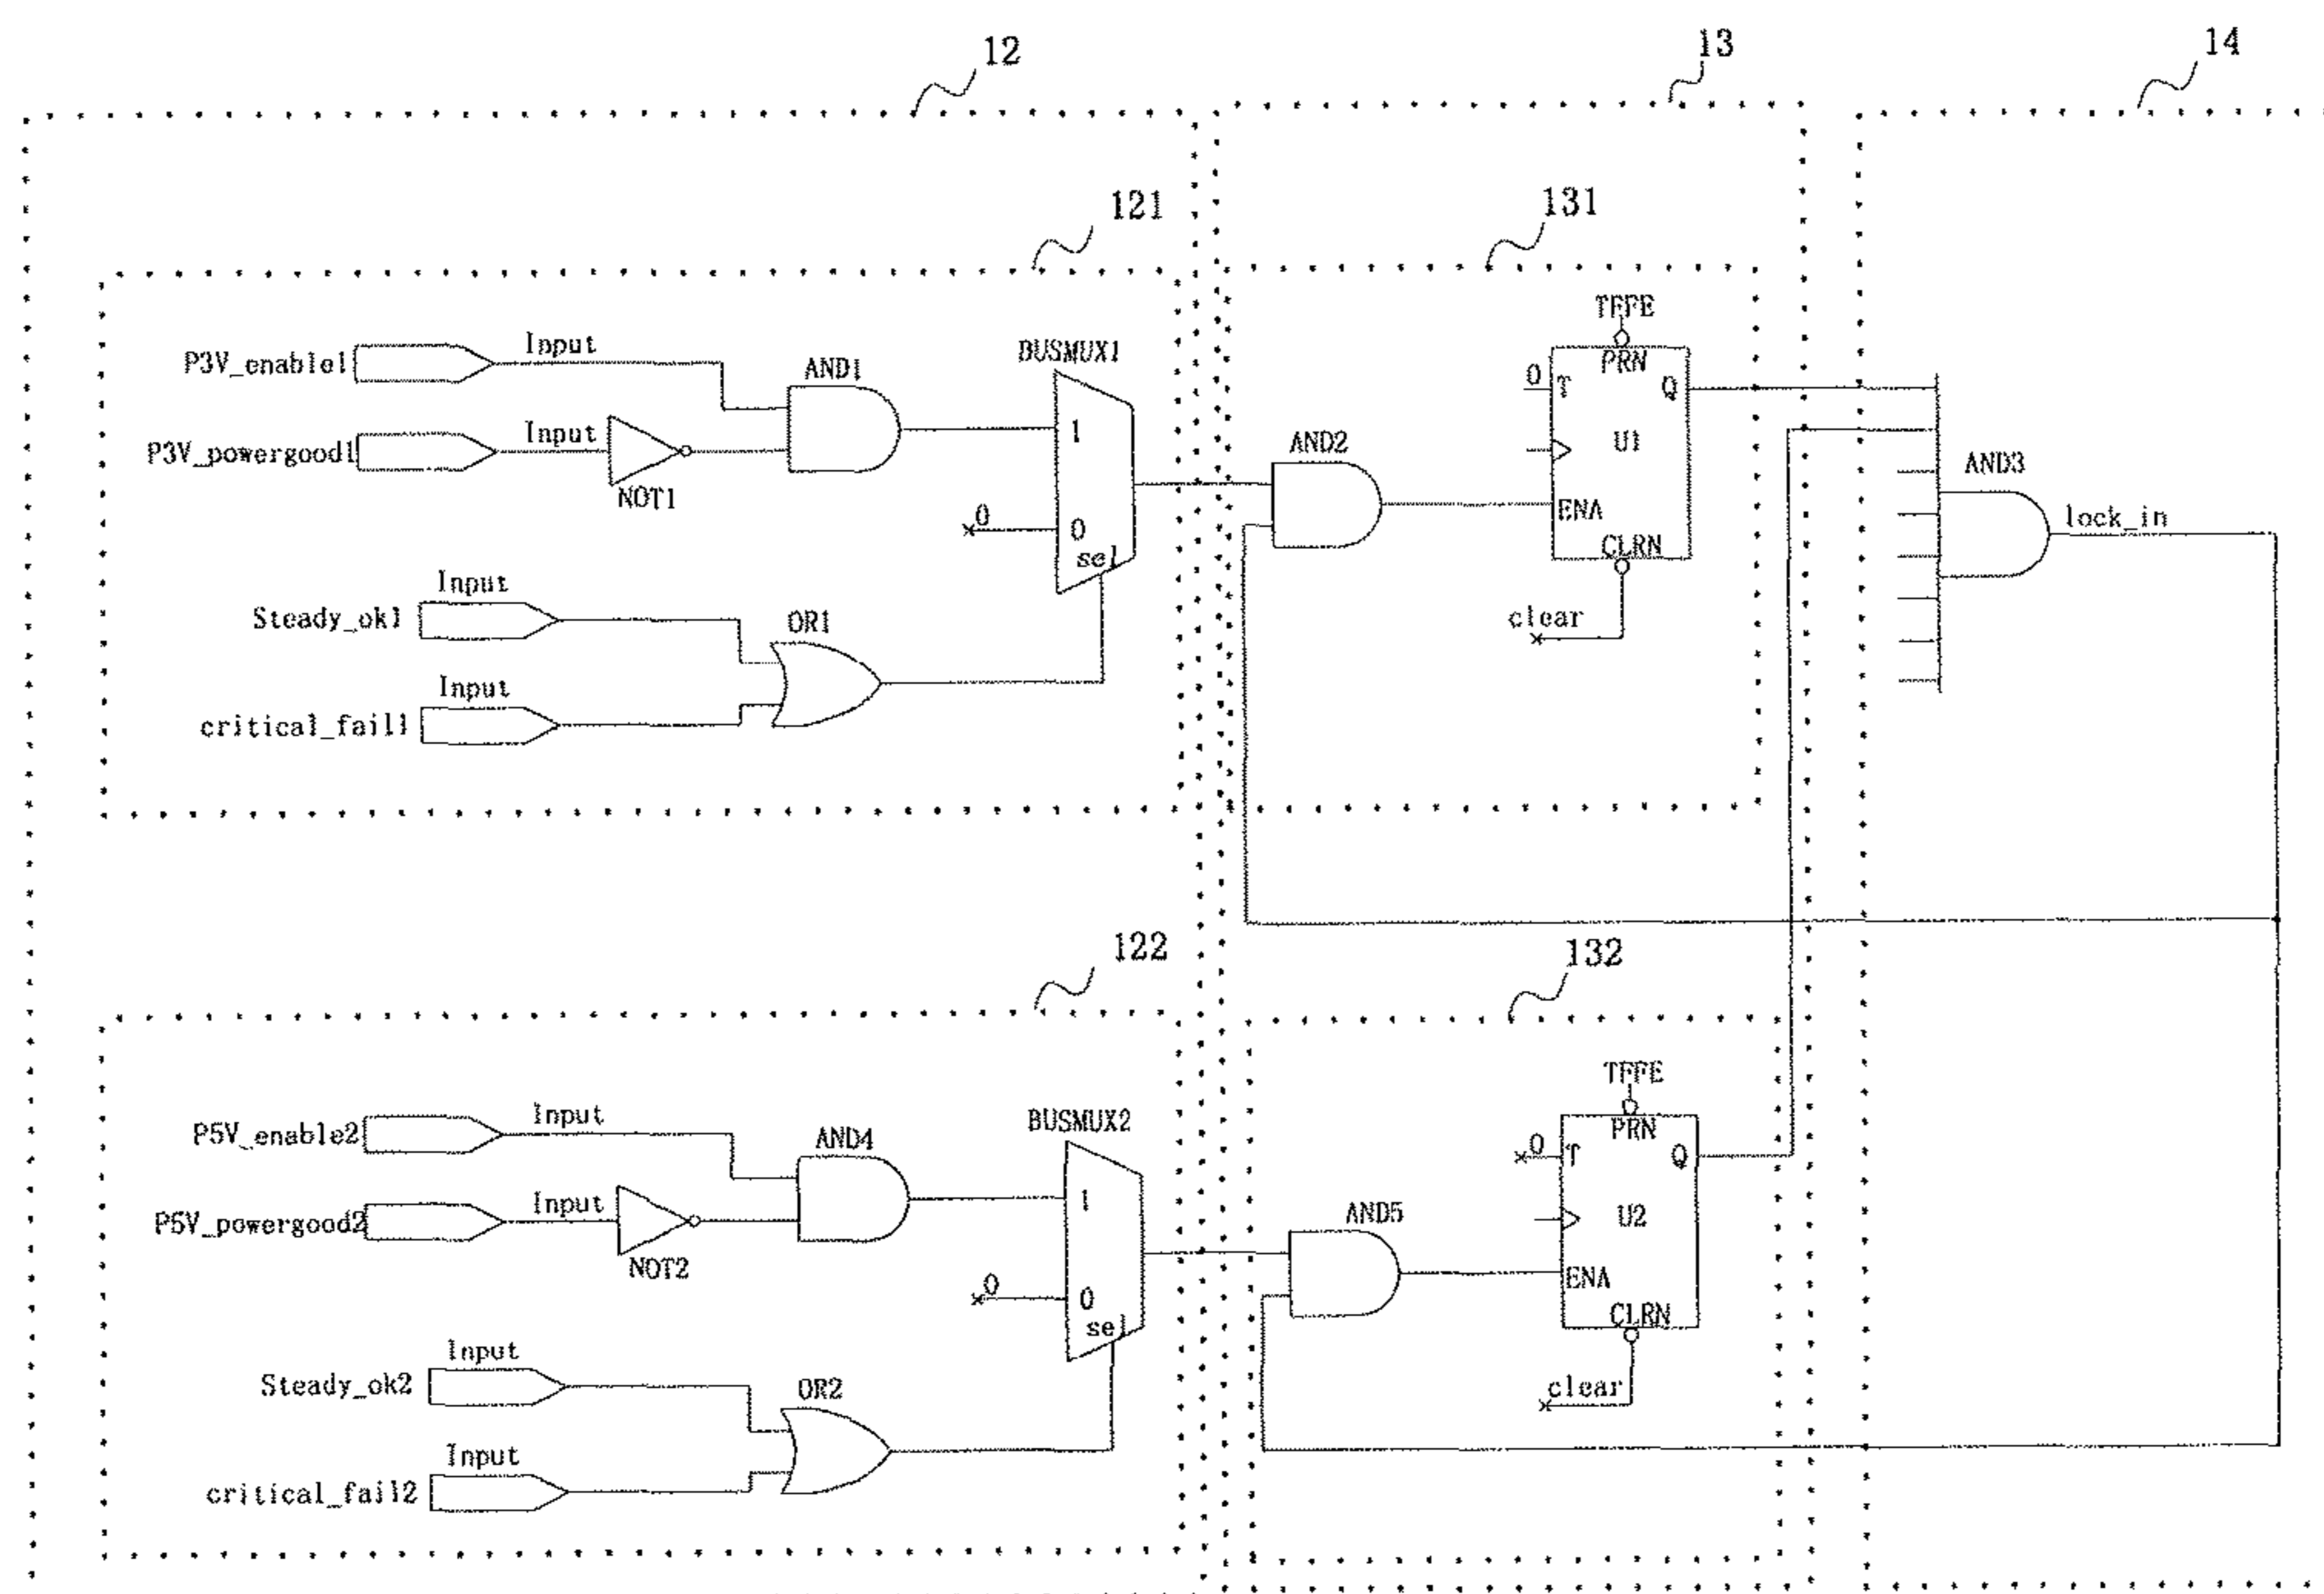 12
13
14
121
131
P3V_enable1
Input
AND1
BUSMUX1
TFFE
PRN
0
T
Q
P3V_powergood1
Input
NOT1
1
AND2
U1
AND3
0
0
sel
ENA
CLRN
lock_in
Input
Steady_ok1
OR1
clear
Input
critical_fail1
122
132
P5V_enable2
Input
AND4
BUSMUX2
TFFE
PRN
0
T
Q
P5V_powergood2
Input
NOT2
1
AND5
U2
0
0
sel
ENA
CLRN
Input
Steady_ok2
OR2
clear
Input
critical_fail2